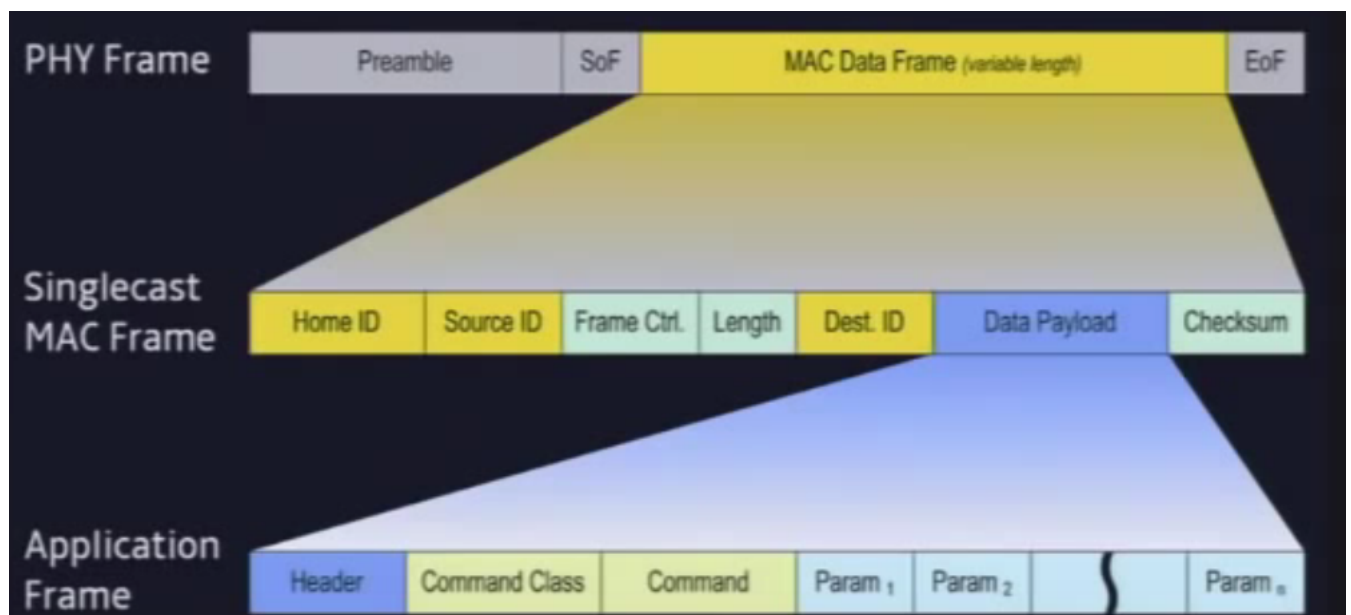 PHY Frame
Preamble
SoF
MAC Data Frame (variable length)
EoF
Singlecast
MAC Frame
Home ID
Source ID
Frame Ctrl.
Length
Dest. ID
Data Payload
Checksum
Application
Frame
Header
Command Class
Command
Param 1
Param 2
Param n